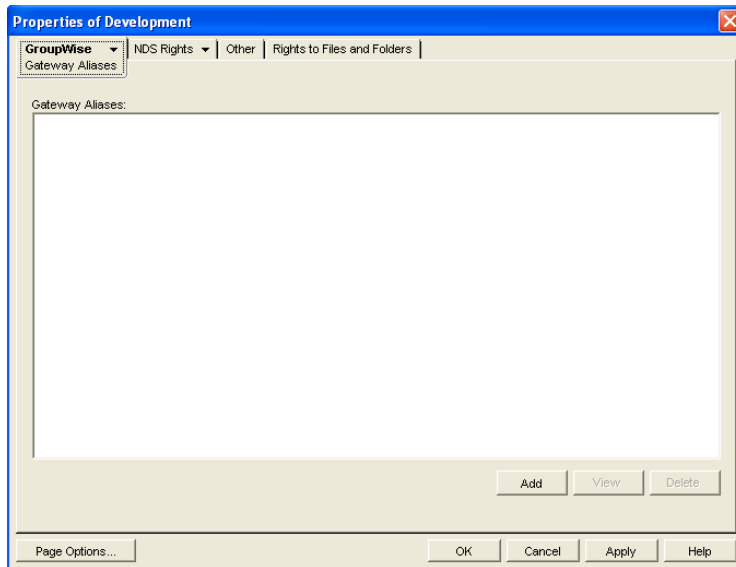 Properties of Development
GroupWise NDS Rights Other Rights to Files and Folders
Gateway Aliases
Gateway Aliases:
Add View Delete
Page Options... OK Cancel Apply Help